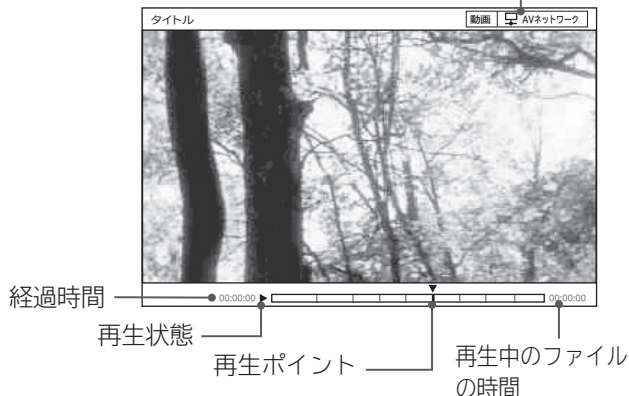 タイトル
動画
AVネットワーク
経過時間
00:00:00
00:00:00
再生状態
再生ポイント
再生中のファイル
の時間